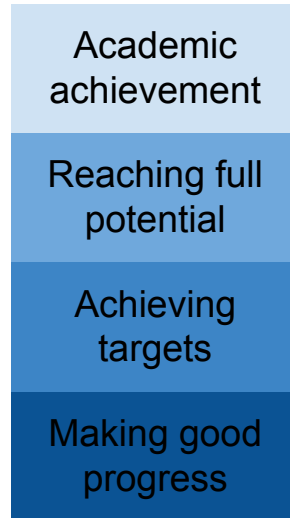 Academic
achievement
Reaching full
potential
Achieving
targets
Making good
progress